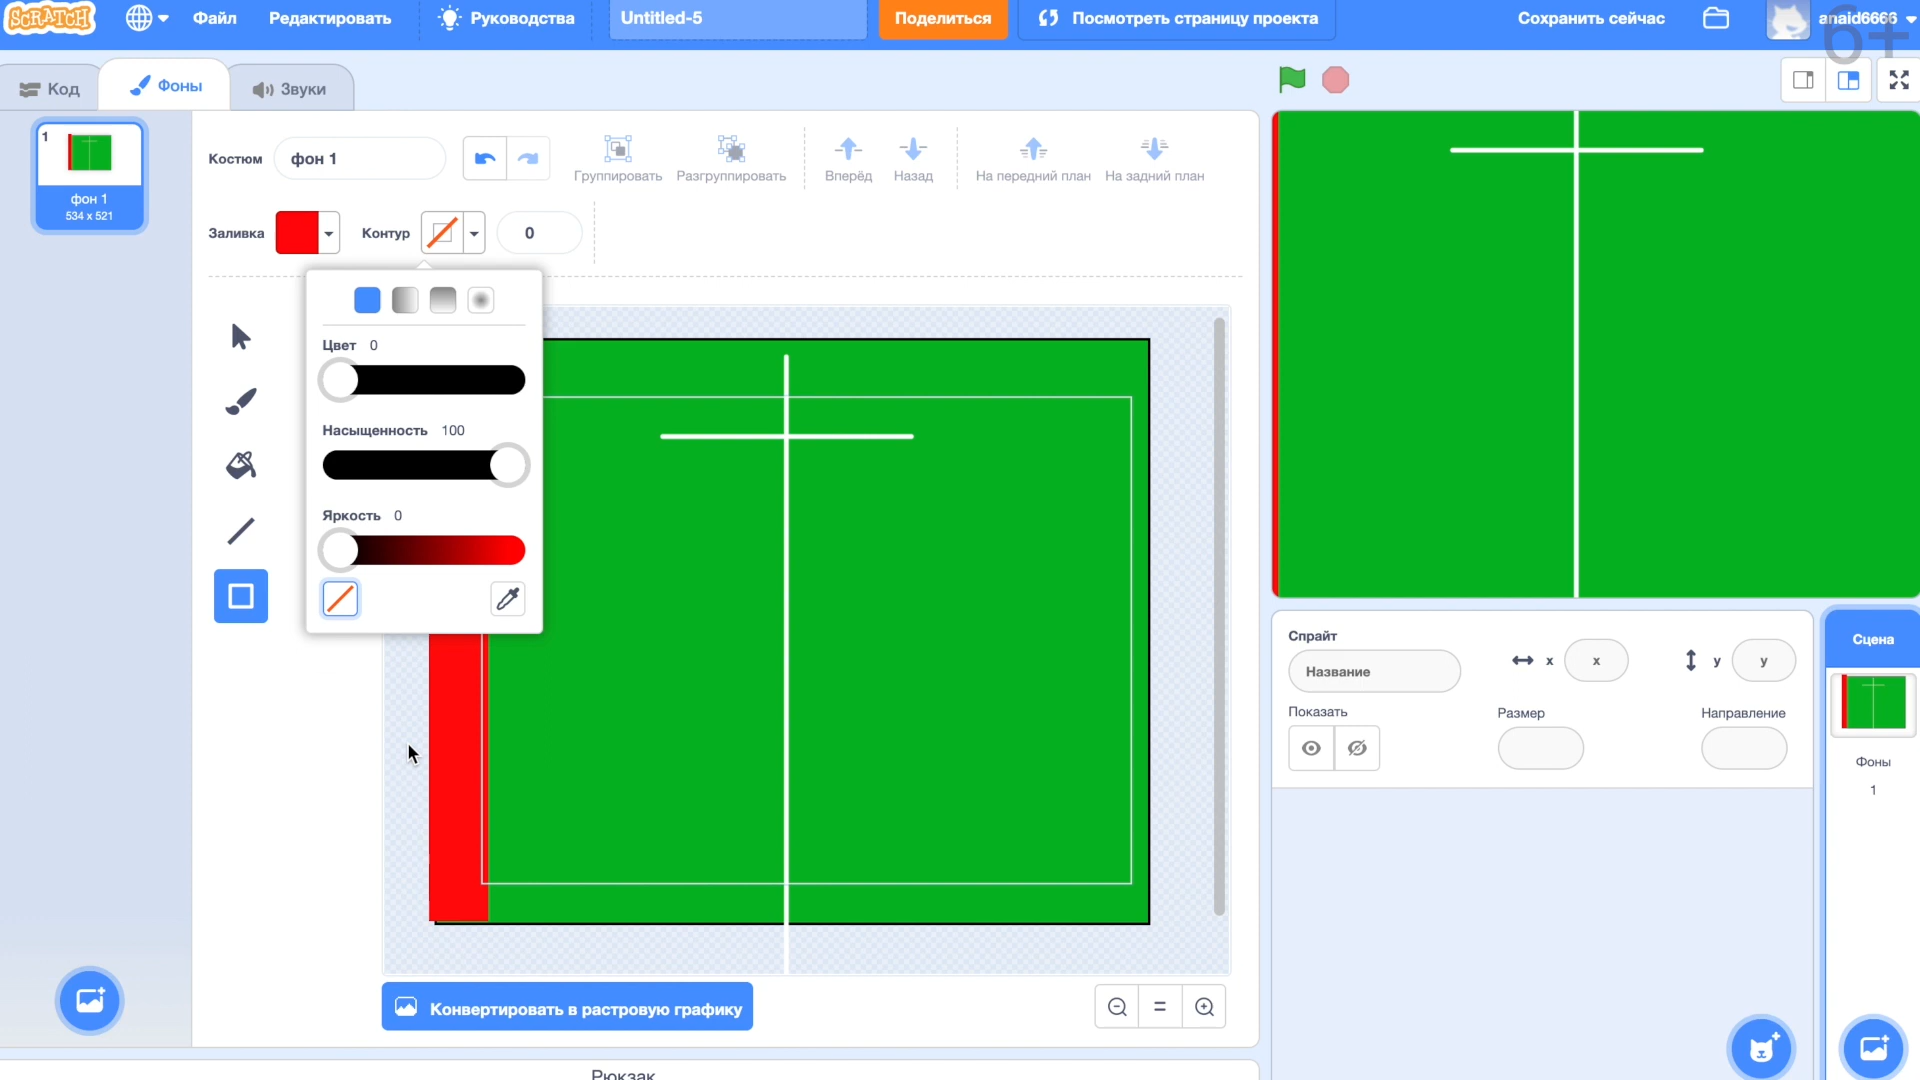 SCRATCH
Файл
Редактировать
Руководства
Untitled-5
Поделиться
Посмотреть страницу проекта
Сохранить сейчас
anaid6666
6+
Код
Фоны
Звуки
1
фон 1
534 x 521
Костюм
фон 1
Группировать
Разгруппировать
Вперёд
Назад
На передний план
На задний план
Заливка
Контур
0
Цвет 0
Насыщенность 100
Яркость 0
Конвертировать в растровую графику
Рюкзак
Спрайт
Название
x
x
y
y
Показать
Размер
Направление
Сцена
Фоны
1